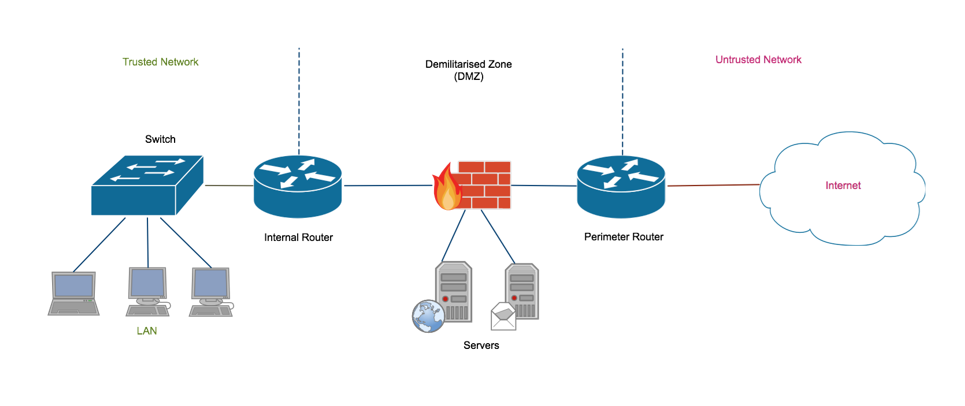 Trusted Network
Demilitarised Zone
(DMZ)
Untrusted Network
Switch
Internet
Internal Router
Perimeter Router
LAN
Servers